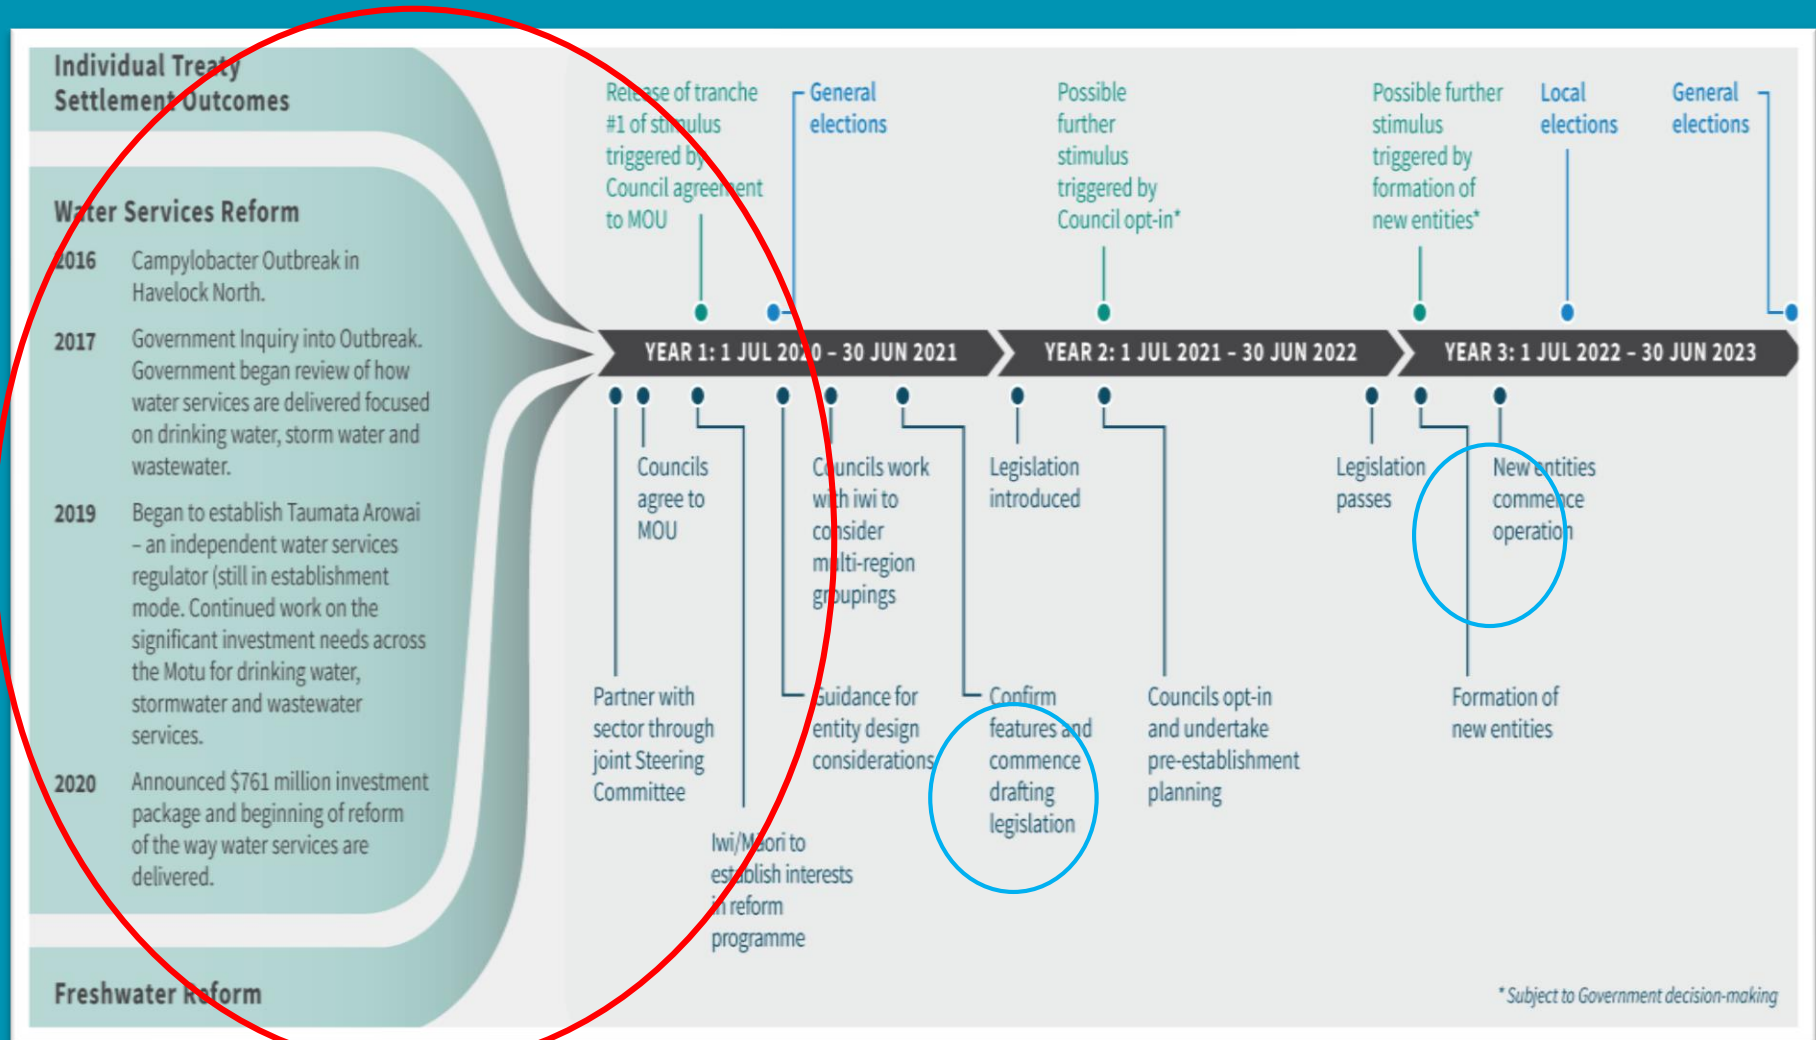 Individual Treaty
Settlement Outcomes
Water Services Reform
2016 Campylobacter Outbreak in
Havelock North.
2017 Government Inquiry into Outbreak.
Government began review of how
water services are delivered focused
on drinking water, storm water and
wastewater.
2019 Began to establish Taumata Arowai
– an independent water services
regulator (still in establishment
mode. Continued work on the
significant investment needs across
the Motu for drinking water,
stormwater and wastewater
services.
2020 Announced $761 million investment
package and beginning of reform
of the way water services are
delivered.
Freshwater Reform
Release of tranche
#1 of stimulus
triggered by
Council agreement
to MOU
General
elections
Possible
further
stimulus
triggered by
Council opt-in*
Possible further
stimulus
triggered by
formation of
new entities*
Local
elections
General
elections
YEAR 1: 1 JUL 2020 – 30 JUN 2021
YEAR 2: 1 JUL 2021 – 30 JUN 2022
YEAR 3: 1 JUL 2022 – 30 JUN 2023
Partner with
sector through
joint Steering
Committee
Councils
agree to
MOU
Iwi/Māori to
establish interests
in reform
programme
Guidance for
entity design
considerations
Councils work
with iwi to
consider
multi-region
groupings
Confirm
features and
commence
drafting
legislation
Legislation
introduced
Councils opt-in
and undertake
pre-establishment
planning
Legislation
passes
Formation of
new entities
New entities
commence
operation
* Subject to Government decision-making